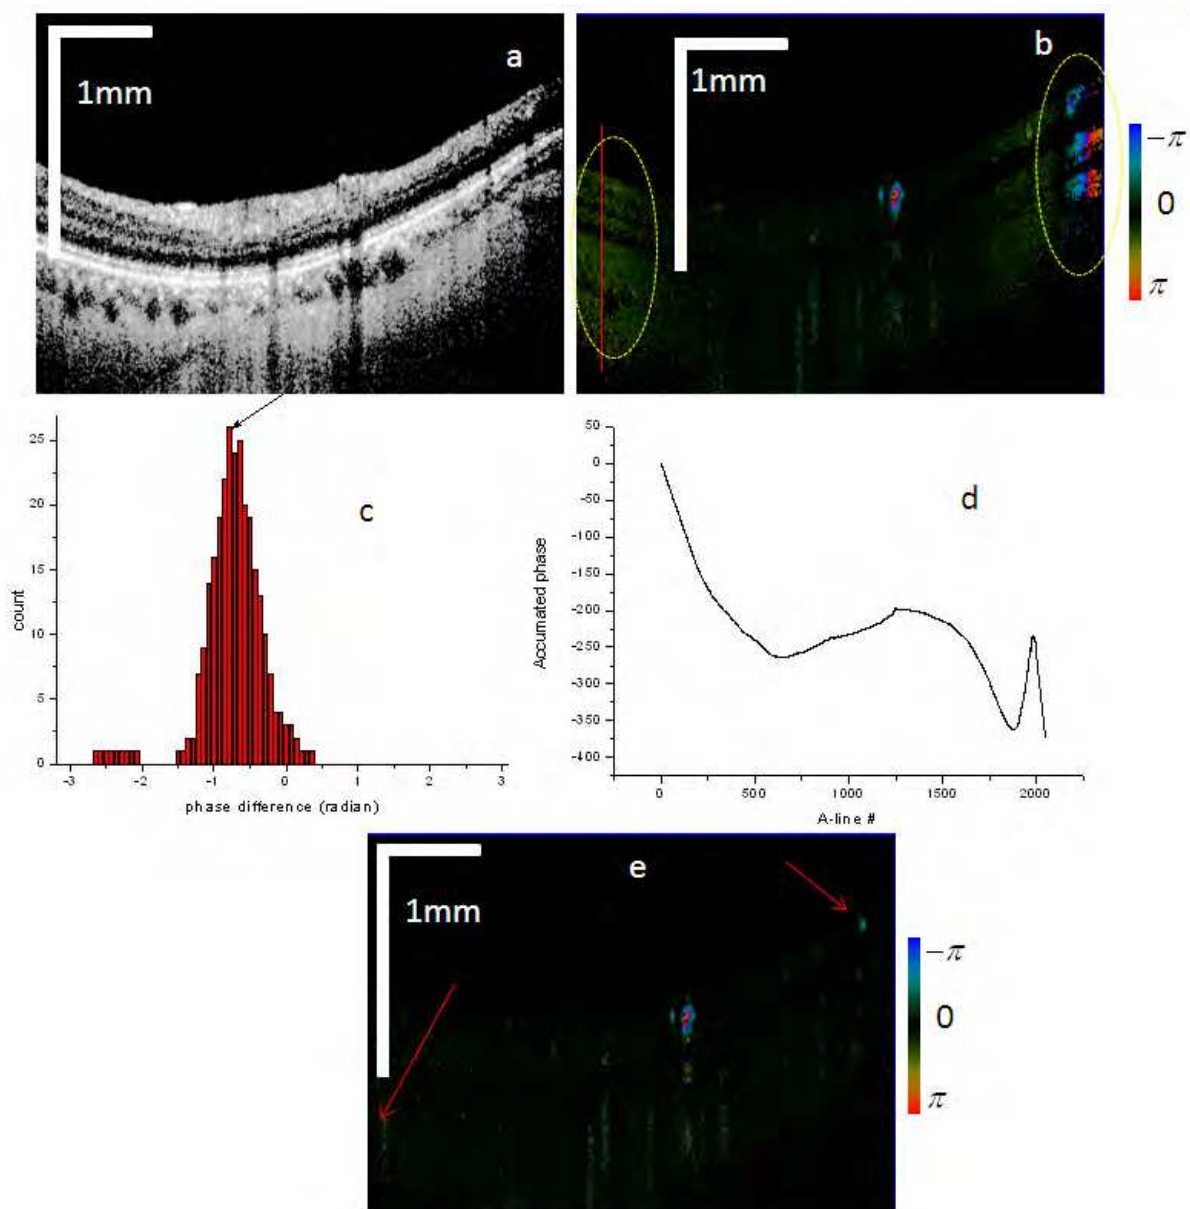 a
1mm
b
1mm
−π
0
π
25
20
15
10
5
0
count
c
-3 -2 -1 0 1 2 3
phase difference (radian)
50
0
-50
-100
-150
-200
-250
-300
-350
-400
Accumated phase
d
0 500 1000 1500 2000
A-line #
e
1mm
−π
0
π